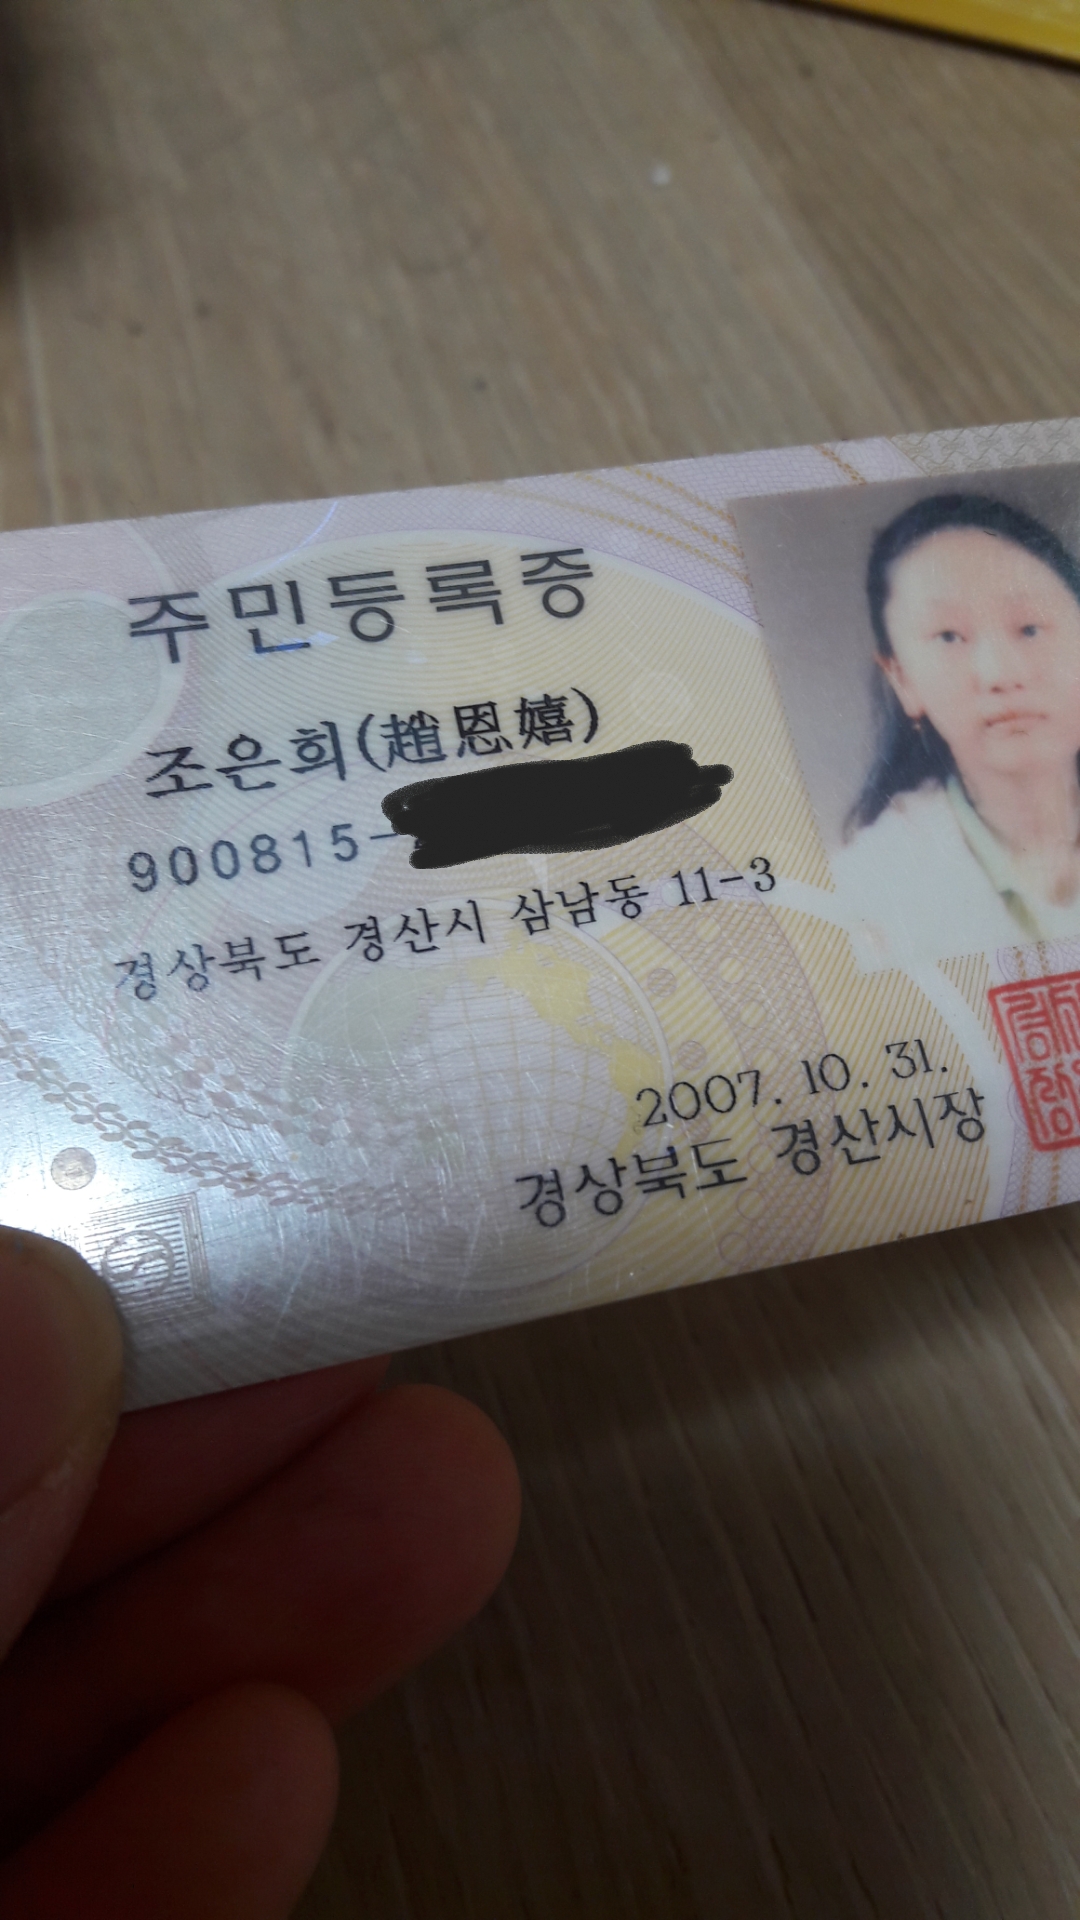 주민등록증
조은희(趙恩嬉)
900815-
경상북도 경산시 삼남동 11-3
2007. 10. 31.
경상북도 경산시장